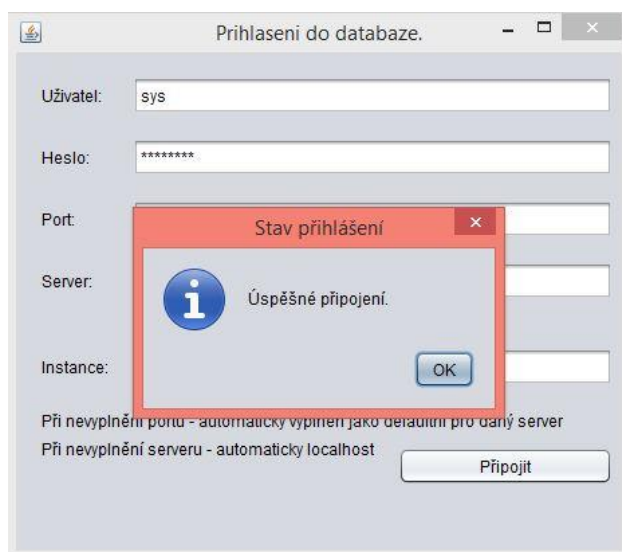 Prihlaseni do databaze.
Uživatel: sys
Heslo: ********
Port:
Stav přihlášení
Server:
Úspěšné připojení.
Instance:
OK
Při nevyplnění portu - automaticky vyplněn jako defaultní pro daný server
Při nevyplnění serveru - automaticky localhost
Připojit